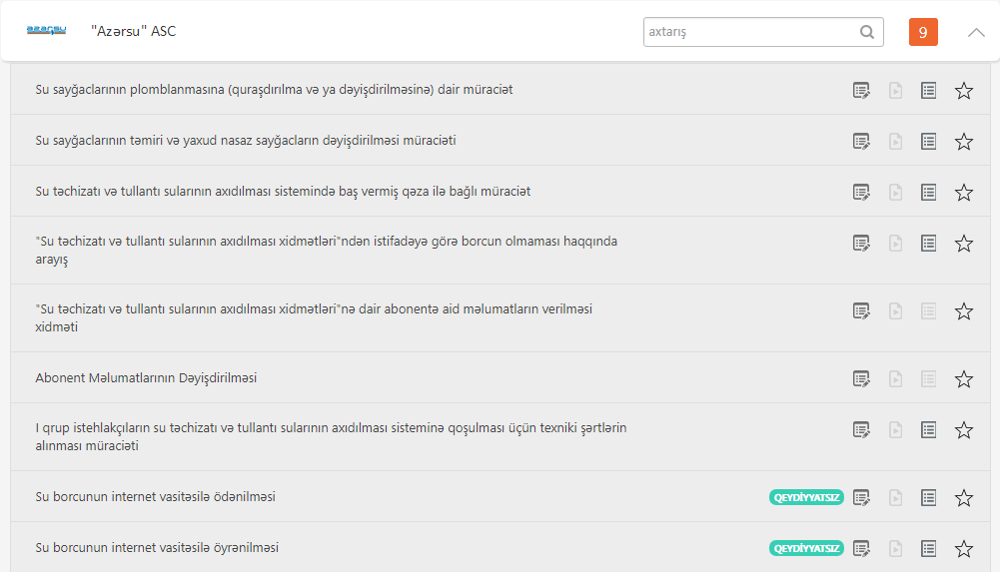 azərsu
"Azərsu" ASC
axtarış
9
Su sayğaclarının plomblanmasına (quraşdırılma və ya dəyişdirilməsinə) dair müraciət
Su sayğaclarının təmiri və yaxud nasaz sayğacların dəyişdirilməsi müraciəti
Su təchizatı və tullantı sularının axıdılması sistemində baş vermiş qəza ilə bağlı müraciət
"Su təchizatı və tullantı sularının axıdılması xidmətləri"ndən istifadəyə görə borcun olmaması haqqında
arayış
"Su təchizatı və tullantı sularının axıdılması xidmətləri"nə dair abonentə aid məlumatların verilməsi
xidməti
Abonent Məlumatlarının Dəyişdirilməsi
I qrup istehlakçıların su təchizatı və tullantı sularının axıdılması sisteminə qoşulması üçün texniki şərtlərin
alınması müraciəti
Su borcunun internet vasitəsilə ödənilməsi
QEYDİYYATSIZ
Su borcunun internet vasitəsilə öyrənilməsi
QEYDİYYATSIZ